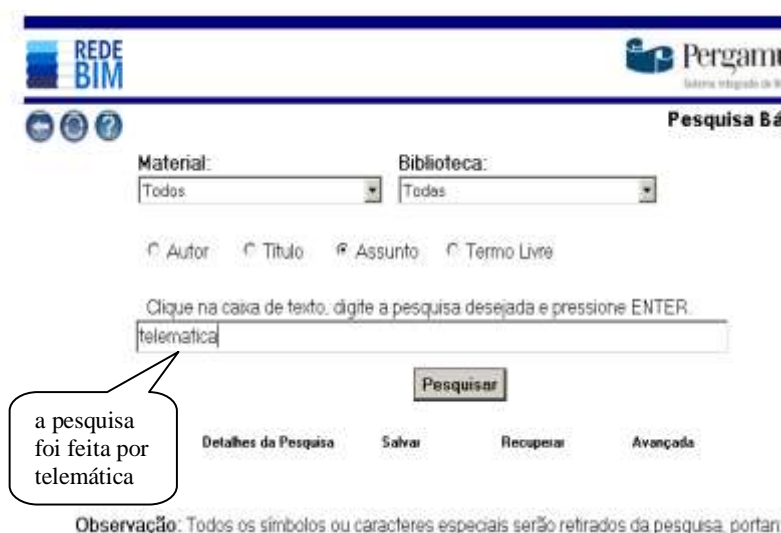 REDE
BIM
Pergamu
Pesquisa Bá
Material: Biblioteca:
Todos Todas
Autor Título Assunto Termo Livre
Clique na caixa de texto, digite a pesquisa desejada e pressione ENTER.
telematica
Pesquisar
a pesquisa
foi feita por
telemática
Detalhes da Pesquisa Salvar Recuperar Avançada
Observação: Todos os símbolos ou caracteres especiais serão retirados da pesquisa, portan